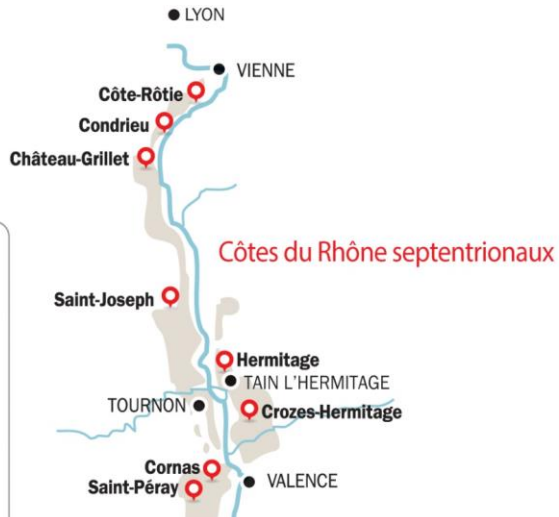 LYON
VIENNE
Côte-Rôtie
Condrieu
Château-Grillet
Côtes du Rhône septentrionaux
Saint-Joseph
Hermitage
TAIN L'HERMITAGE
TOURNON
Crozes-Hermitage
Cornas
Saint-Péray
VALENCE